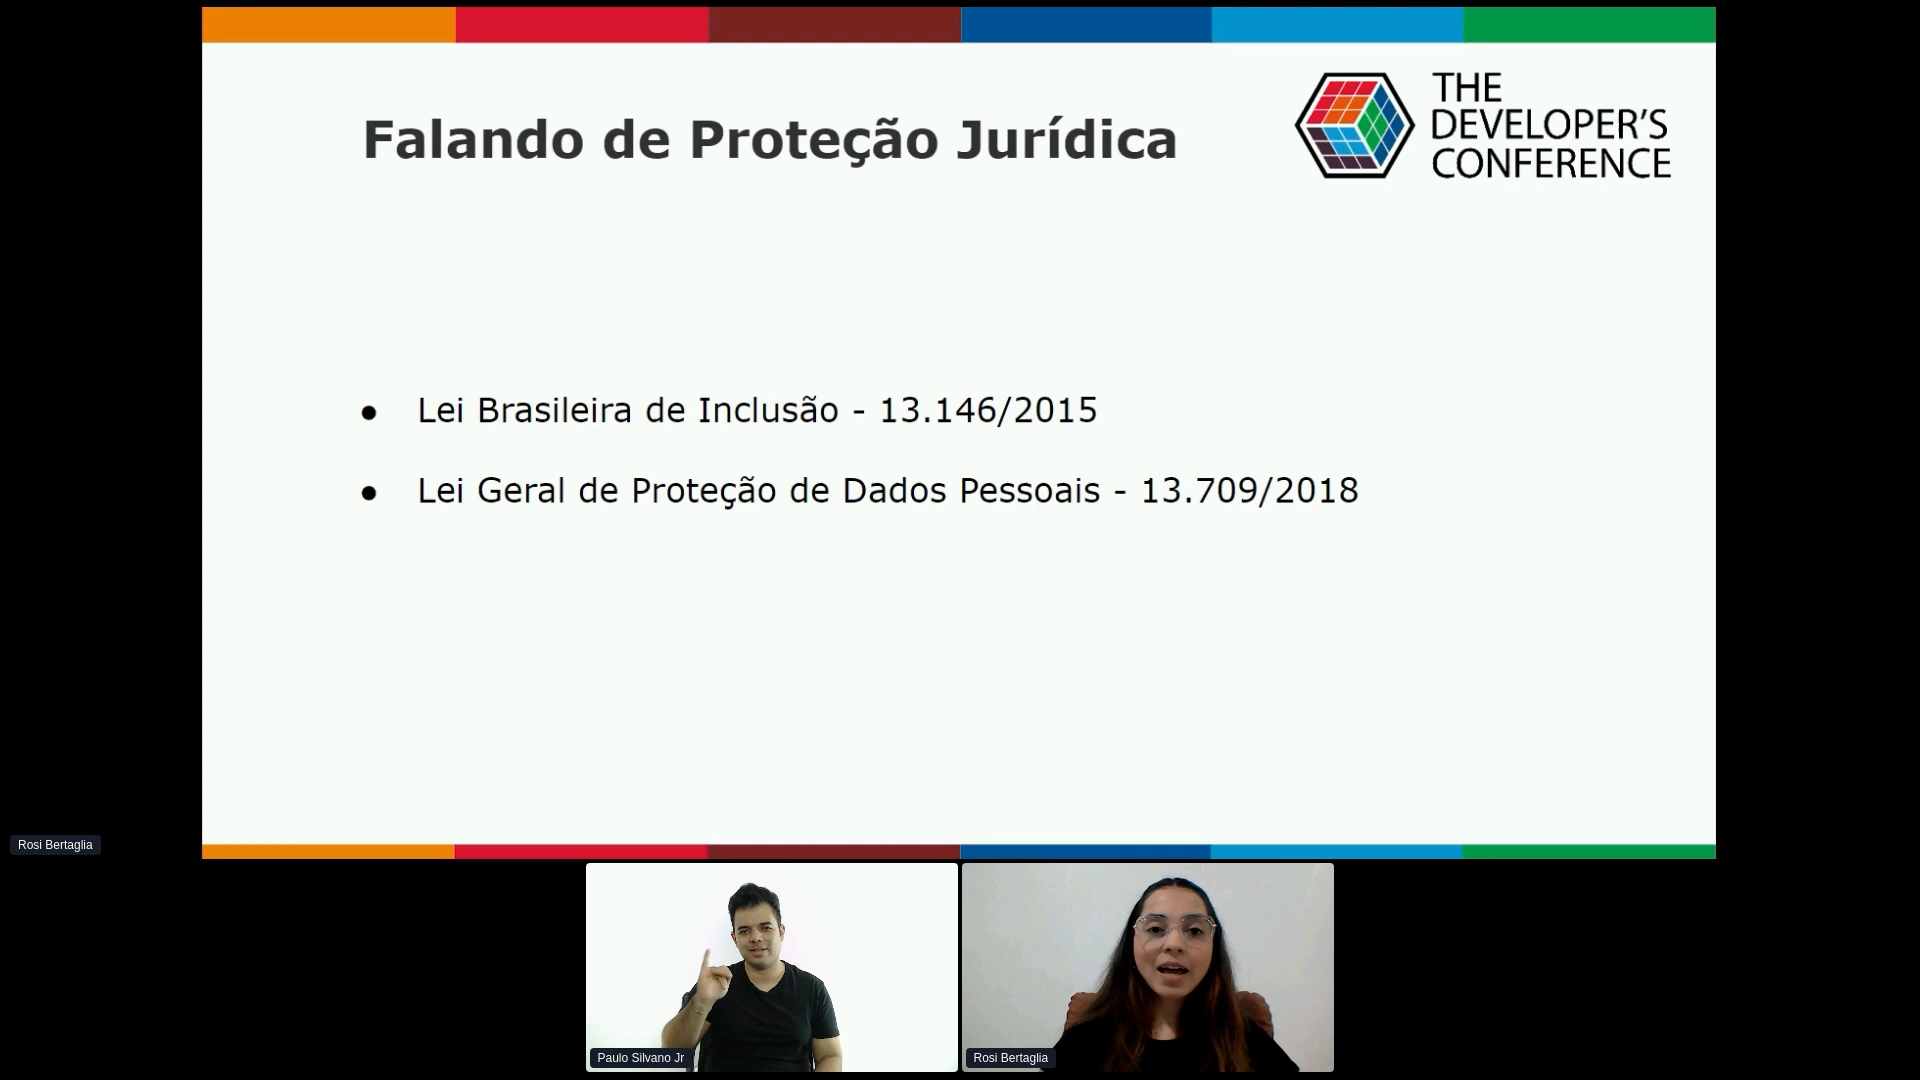 Falando de Proteção Jurídica
THE
DEVELOPER'S
CONFERENCE
● Lei Brasileira de Inclusão - 13.146/2015
● Lei Geral de Proteção de Dados Pessoais - 13.709/2018
Rosi Bertaglia
Paulo Silvano Jr
Rosi Bertaglia